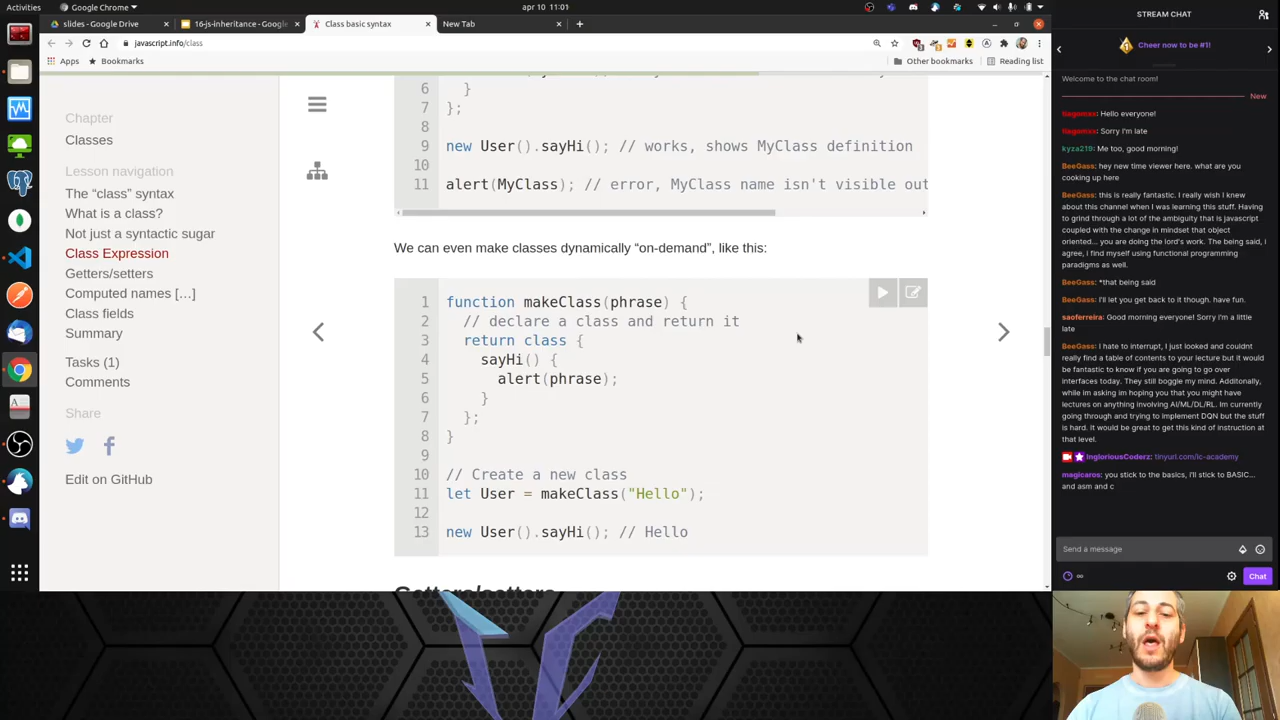 Activities
Google Chrome
Apr 16 11:01
slides - Google Drive
16-js-inheritance - Google
Class basic syntax
New Tab
javascript.info/class
Apps
Bookmarks
Other bookmarks
Reading list
Chapter
Classes
Lesson navigation
The “class” syntax
What is a class?
Not just a syntactic sugar
Class Expression
Getters/setters
Computed names […]
Class fields
Summary
Tasks (1)
Comments
Share
Edit on GitHub
6 }
7 };
8
9 new User().sayHi(); // works, shows MyClass definition
10
11 alert(MyClass); // error, MyClass name isn't visible out
We can even make classes dynamically “on-demand”, like this:
1 function makeClass(phrase) {
2 // declare a class and return it
3 return class {
4 sayHi() {
5 alert(phrase);
6 }
7 };
8 }
9
10 // Create a new class
11 let User = makeClass("Hello");
12
13 new User().sayHi(); // Hello
Getters/setters
STREAM CHAT
Cheer now to be #1!
Welcome to the chat room!
New
Hello everyone!
Sorry I'm late
kyza219: Me too, good morning!
BeeGass: hey new time viewer here. what are you
cooking up here
BeeGass: this is really fantastic. I really wish I knew
about this channel when I was learning this stuff. Having
to grind through a lot of the ambiguity that is javascript
coupled with the change in mindset that object
oriented... you are doing the lord's work. The being said, i
agree, i find myself using functional programming
paradigms as well.
BeeGass: *that being said
BeeGass: I'll let you get back to it though. have fun.
saoferreira: Good morning everyone! Sorry i'm a little
late
BeeGass: I hate to interrupt, I just looked and couldnt
really find a table of contents to your lecture but it would
be fantastic to know if you are going to go over
interfaces today. They still boggle my mind. Additonally,
while im asking im hoping you that you might have
lectures on anything involving AI/ML/DL/RL. Im currently
going through and trying to implement DQN but the stuff
is hard. It would be great to get this kind of instruction at
that level.
IngloriousCoderz: tinyurl.com/ic-academy
magicaros: you stick to the basics, i'll stick to BASIC...
and asm and c
Send a message
Chat